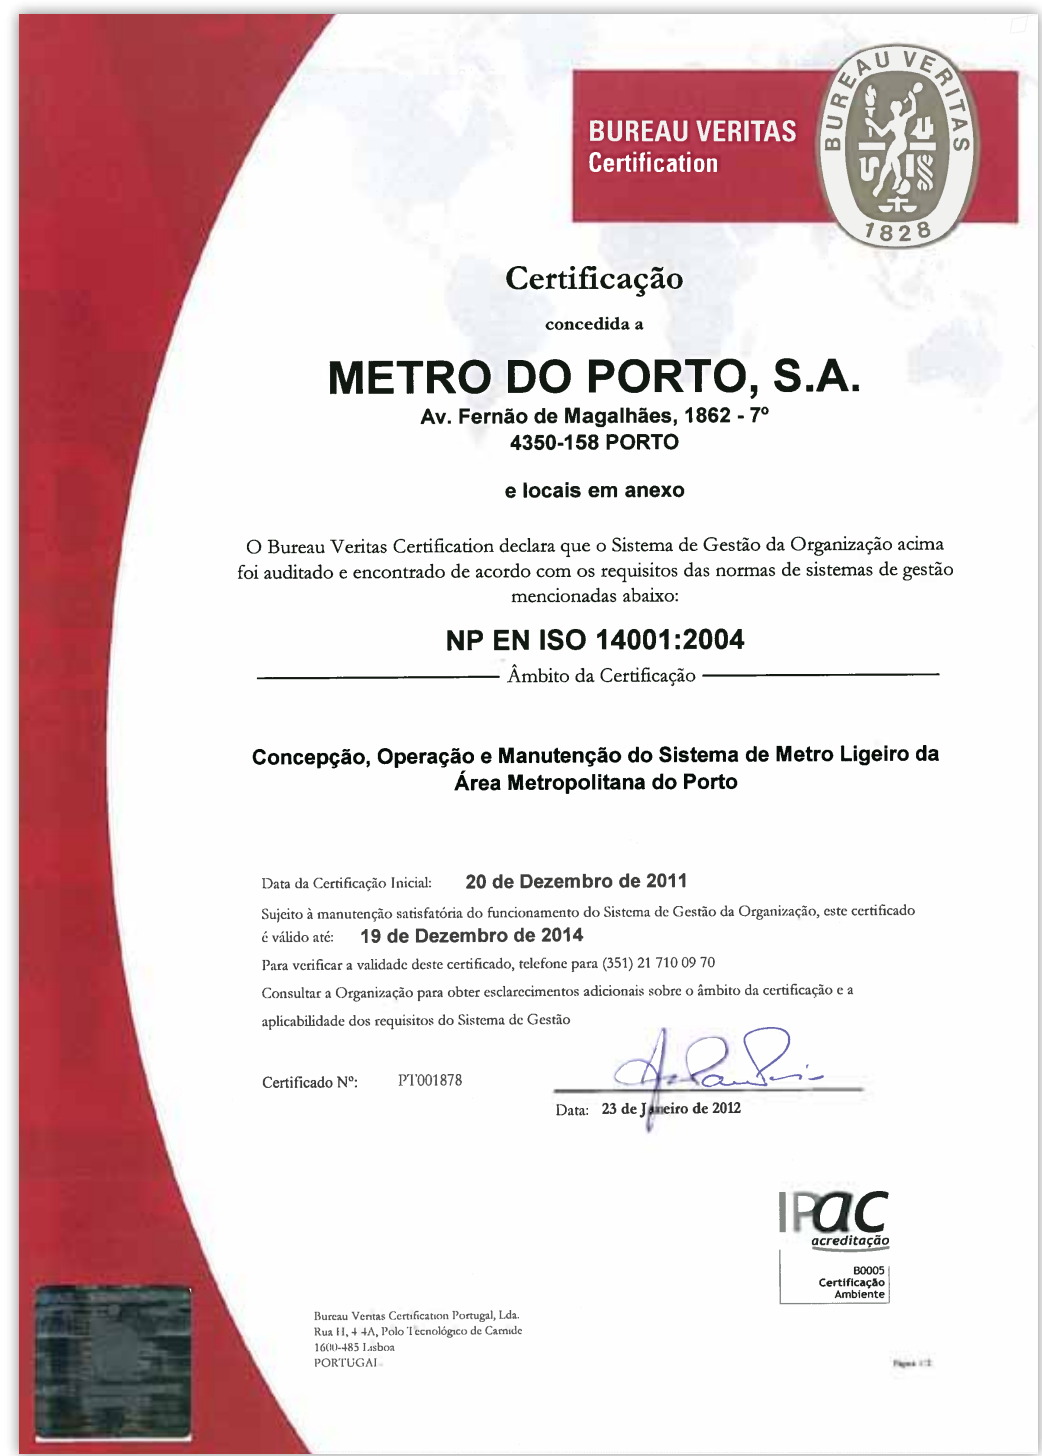 BUREAU VERITAS
Certification
BUREAU VERITAS
1828
Certificação
concedida a
METRO DO PORTO, S.A.
Av. Fernão de Magalhães, 1862 - 7º
4350-158 PORTO
e locais em anexo
O Bureau Veritas Certification declara que o Sistema de Gestão da Organização acima
foi auditado e encontrado de acordo com os requisitos das normas de sistemas de gestão
mencionadas abaixo:
NP EN ISO 14001:2004
Âmbito da Certificação
Concepção, Operação e Manutenção do Sistema de Metro Ligeiro da
Área Metropolitana do Porto
Data da Certificação Inicial: 20 de Dezembro de 2011
Sujeito à manutenção satisfatória do funcionamento do Sistema de Gestão da Organização, este certificado
é válido até: 19 de Dezembro de 2014
Para verificar a validade deste certificado, telefone para (351) 21 710 09 70
Consultar a Organização para obter esclarecimentos adicionais sobre o âmbito da certificação e a
aplicabilidade dos requisitos do Sistema de Gestão
Certificado Nº: PT001878
Data: 23 de Janeiro de 2012
IPAC
acreditação
B0005
Certificação
Ambiente
Bureau Veritas Certification Portugal, Lda.
Rua H, 4 4A, Polo Tecnológico de Carnide
1600-485 Lisboa
PORTUGAL
Página 1/2